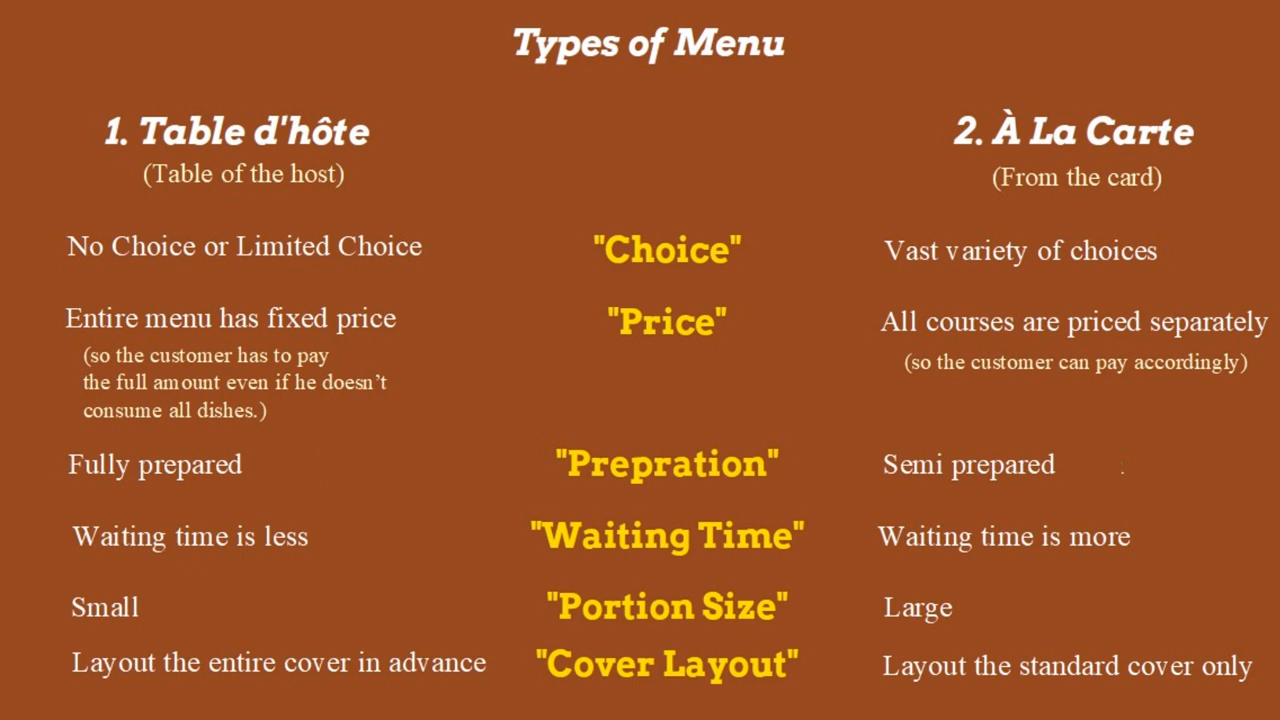 Types of Menu
1. Table d'hôte
(Table of the host)
2. À La Carte
(From the card)
No Choice or Limited Choice
"Choice"
Vast variety of choices
Entire menu has fixed price
(so the customer has to pay
the full amount even if he doesn’t
consume all dishes.)
"Price"
All courses are priced separately
(so the customer can pay accordingly)
Fully prepared
"Prepration"
Semi prepared
Waiting time is less
"Waiting Time"
Waiting time is more
Small
"Portion Size"
Large
Layout the entire cover in advance
"Cover Layout"
Layout the standard cover only